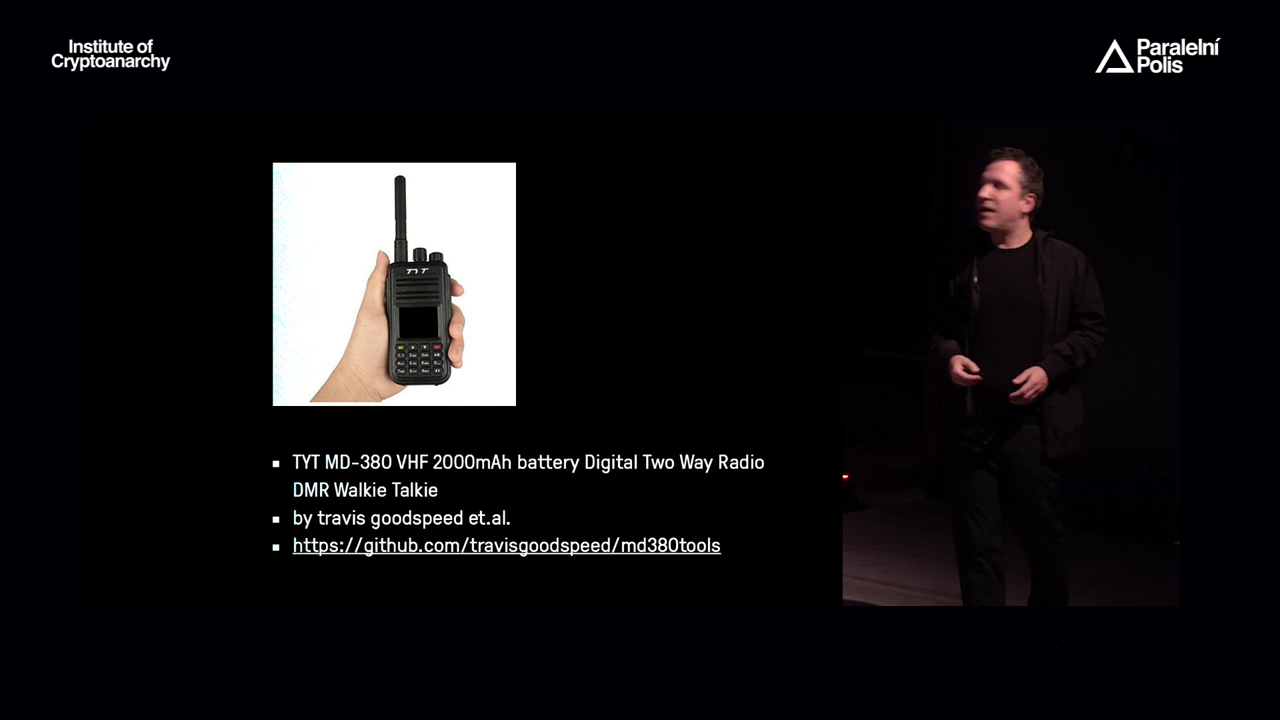 Institute of
Cryptoanarchy
Paralelní
Polis
TYT
TYT MD-380 VHF 2000mAh battery Digital Two Way Radio
DMR Walkie Talkie
by travis goodspeed et.al.
https://github.com/travisgoodspeed/md380tools